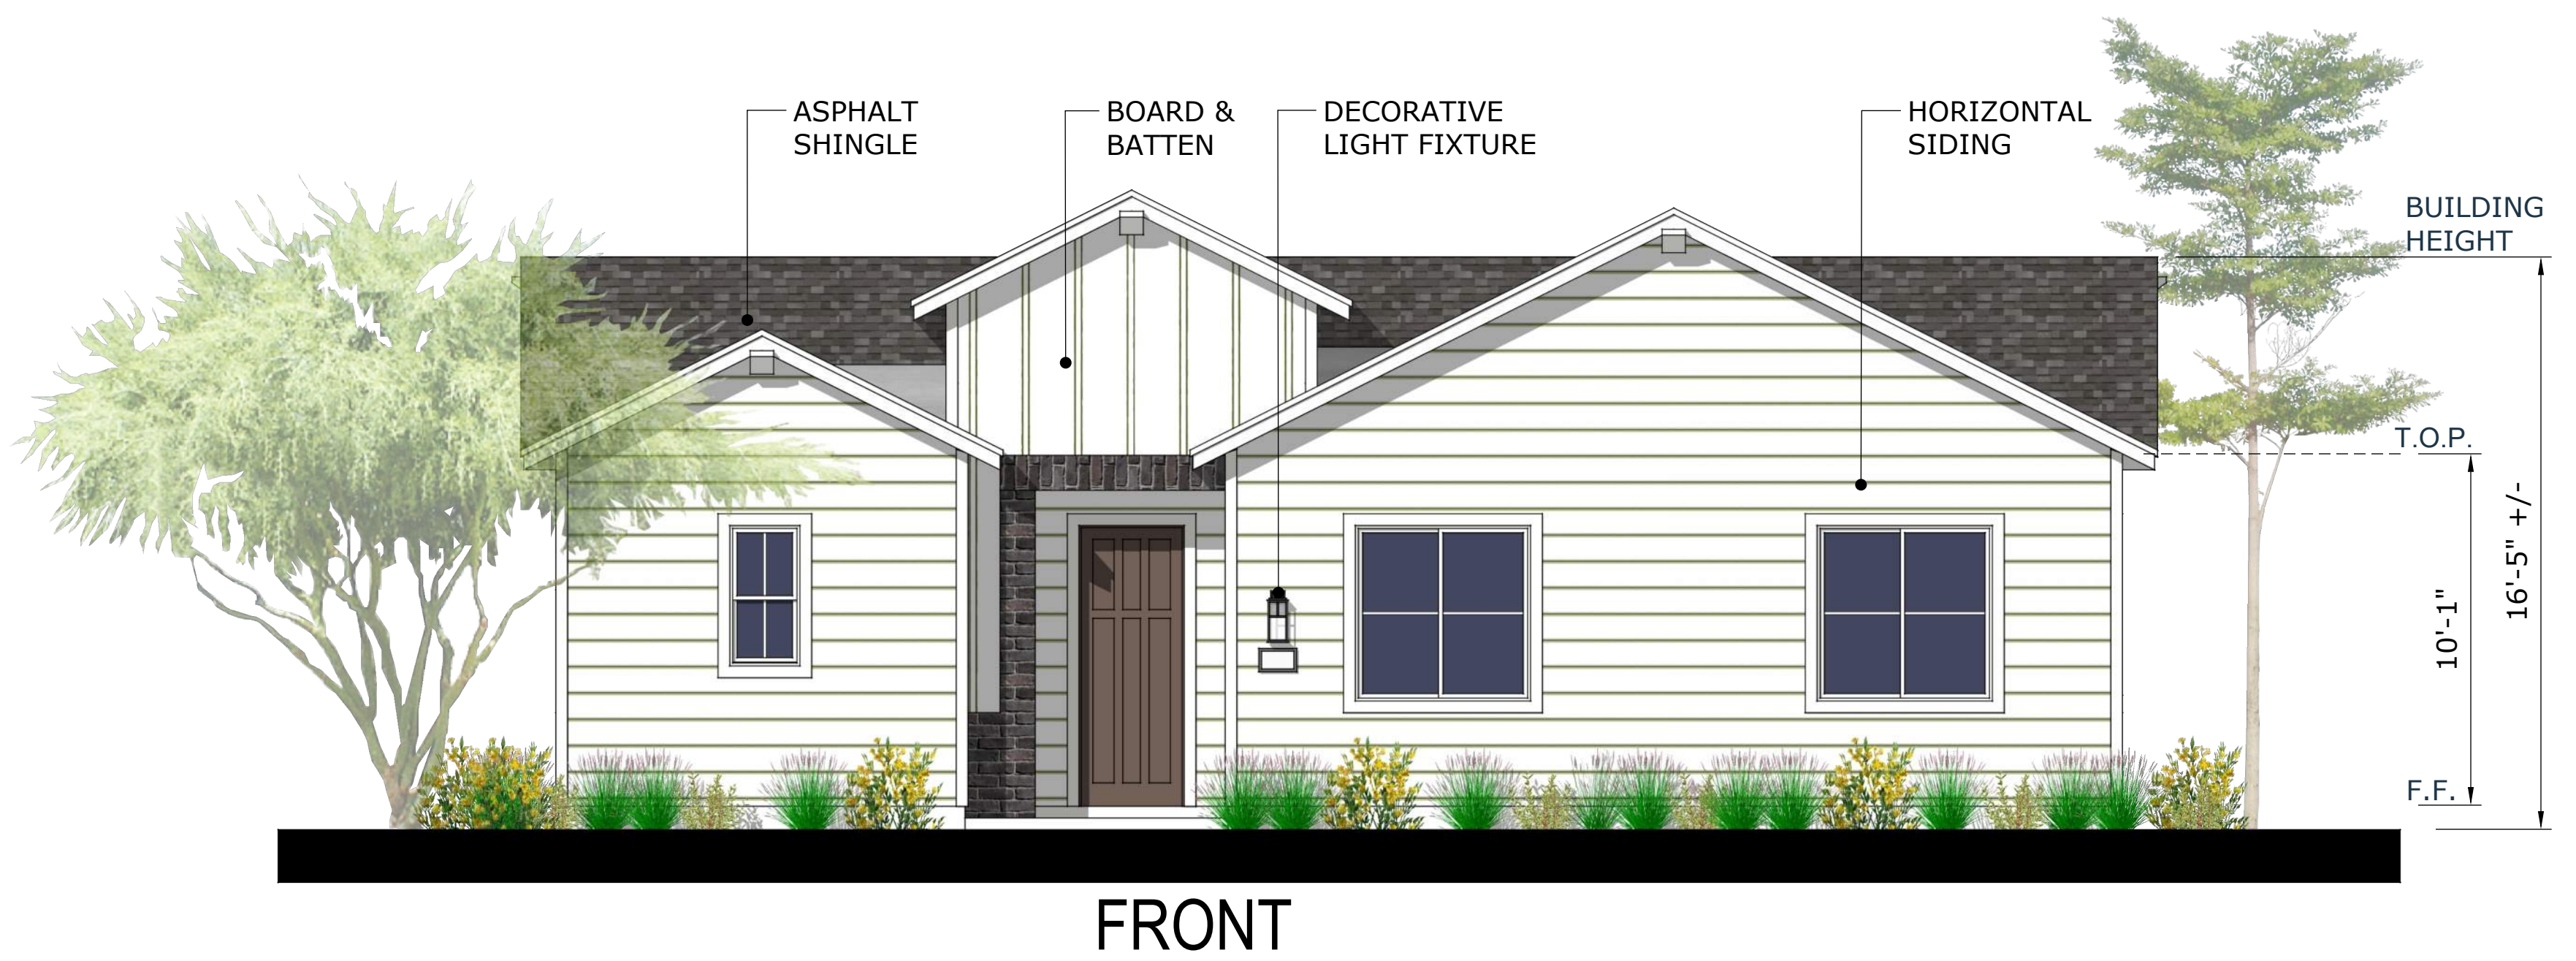 ASPHALT
SHINGLE
BOARD &
BATTEN
DECORATIVE
LIGHT FIXTURE
HORIZONTAL
SIDING
BUILDING
HEIGHT
T.O.P.
16'-5" +/-
10'-1"
F.F.
FRONT